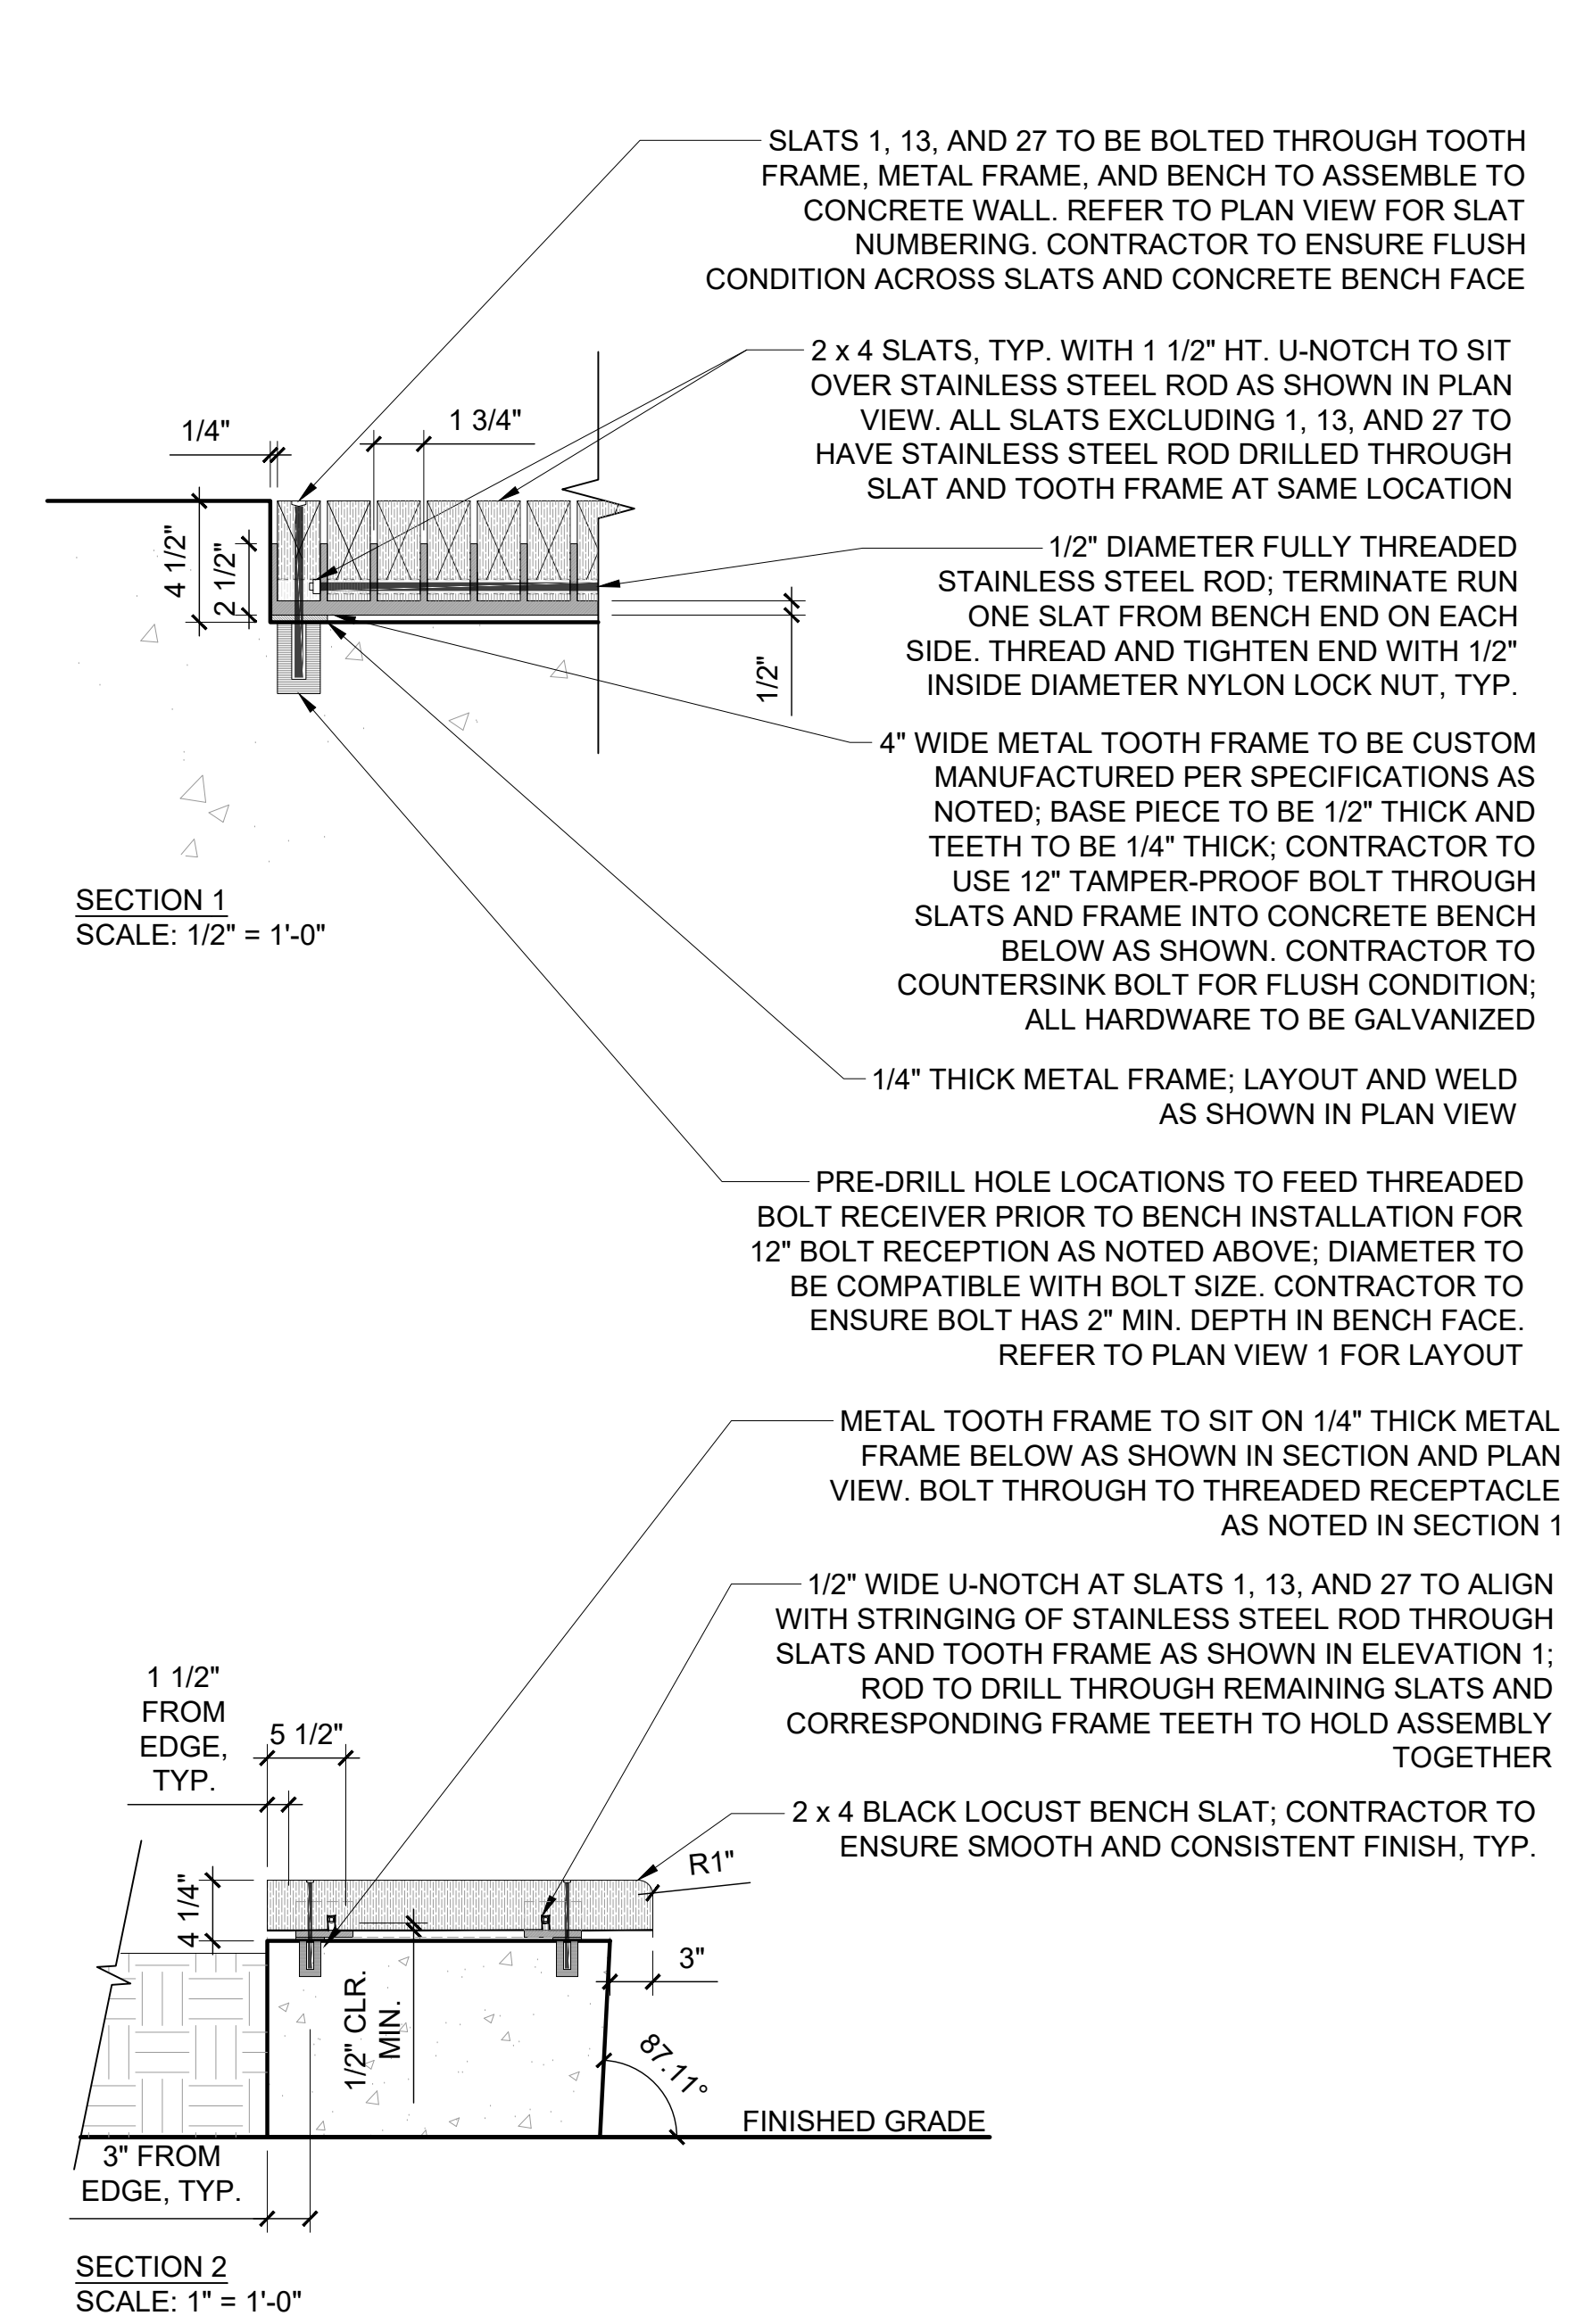 SLATS 1, 13, AND 27 TO BE BOLTED THROUGH TOOTH
FRAME, METAL FRAME, AND BENCH TO ASSEMBLE TO
CONCRETE WALL. REFER TO PLAN VIEW FOR SLAT
NUMBERING. CONTRACTOR TO ENSURE FLUSH
CONDITION ACROSS SLATS AND CONCRETE BENCH FACE
2 x 4 SLATS, TYP. WITH 1 1/2" HT. U-NOTCH TO SIT
OVER STAINLESS STEEL ROD AS SHOWN IN PLAN
VIEW. ALL SLATS EXCLUDING 1, 13, AND 27 TO
HAVE STAINLESS STEEL ROD DRILLED THROUGH
SLAT AND TOOTH FRAME AT SAME LOCATION
1/4"
1 3/4"
4 1/2"
2 1/2"
1/2"
1/2" DIAMETER FULLY THREADED
STAINLESS STEEL ROD; TERMINATE RUN
ONE SLAT FROM BENCH END ON EACH
SIDE. THREAD AND TIGHTEN END WITH 1/2"
INSIDE DIAMETER NYLON LOCK NUT, TYP.
4" WIDE METAL TOOTH FRAME TO BE CUSTOM
MANUFACTURED PER SPECIFICATIONS AS
NOTED; BASE PIECE TO BE 1/2" THICK AND
TEETH TO BE 1/4" THICK; CONTRACTOR TO
USE 12" TAMPER-PROOF BOLT THROUGH
SLATS AND FRAME INTO CONCRETE BENCH
BELOW AS SHOWN. CONTRACTOR TO
COUNTERSINK BOLT FOR FLUSH CONDITION;
ALL HARDWARE TO BE GALVANIZED
SECTION 1
SCALE: 1/2" = 1'-0"
1/4" THICK METAL FRAME; LAYOUT AND WELD
AS SHOWN IN PLAN VIEW
PRE-DRILL HOLE LOCATIONS TO FEED THREADED
BOLT RECEIVER PRIOR TO BENCH INSTALLATION FOR
12" BOLT RECEPTION AS NOTED ABOVE; DIAMETER TO
BE COMPATIBLE WITH BOLT SIZE. CONTRACTOR TO
ENSURE BOLT HAS 2" MIN. DEPTH IN BENCH FACE.
REFER TO PLAN VIEW 1 FOR LAYOUT
METAL TOOTH FRAME TO SIT ON 1/4" THICK METAL
FRAME BELOW AS SHOWN IN SECTION AND PLAN
VIEW. BOLT THROUGH TO THREADED RECEPTACLE
AS NOTED IN SECTION 1
1/2" WIDE U-NOTCH AT SLATS 1, 13, AND 27 TO ALIGN
WITH STRINGING OF STAINLESS STEEL ROD THROUGH
SLATS AND TOOTH FRAME AS SHOWN IN ELEVATION 1;
ROD TO DRILL THROUGH REMAINING SLATS AND
CORRESPONDING FRAME TEETH TO HOLD ASSEMBLY
TOGETHER
2 x 4 BLACK LOCUST BENCH SLAT; CONTRACTOR TO
ENSURE SMOOTH AND CONSISTENT FINISH, TYP.
1 1/2"
FROM
EDGE,
TYP.
5 1/2"
R1"
4 1/4"
3"
1/2" CLR.
MIN.
87.11°
FINISHED GRADE
3" FROM
EDGE, TYP.
SECTION 2
SCALE: 1" = 1'-0"